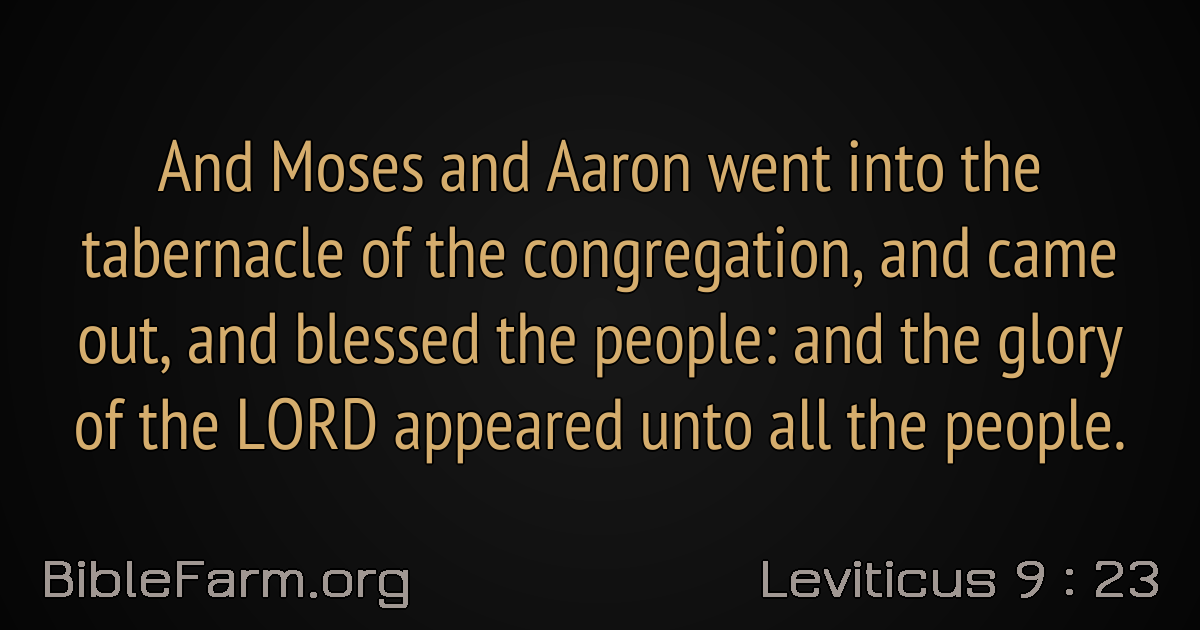 And Moses and Aaron went into the
tabernacle of the congregation, and came
out, and blessed the people: and the glory
of the LORD appeared unto all the people.
BibleFarm.org
Leviticus 9 : 23